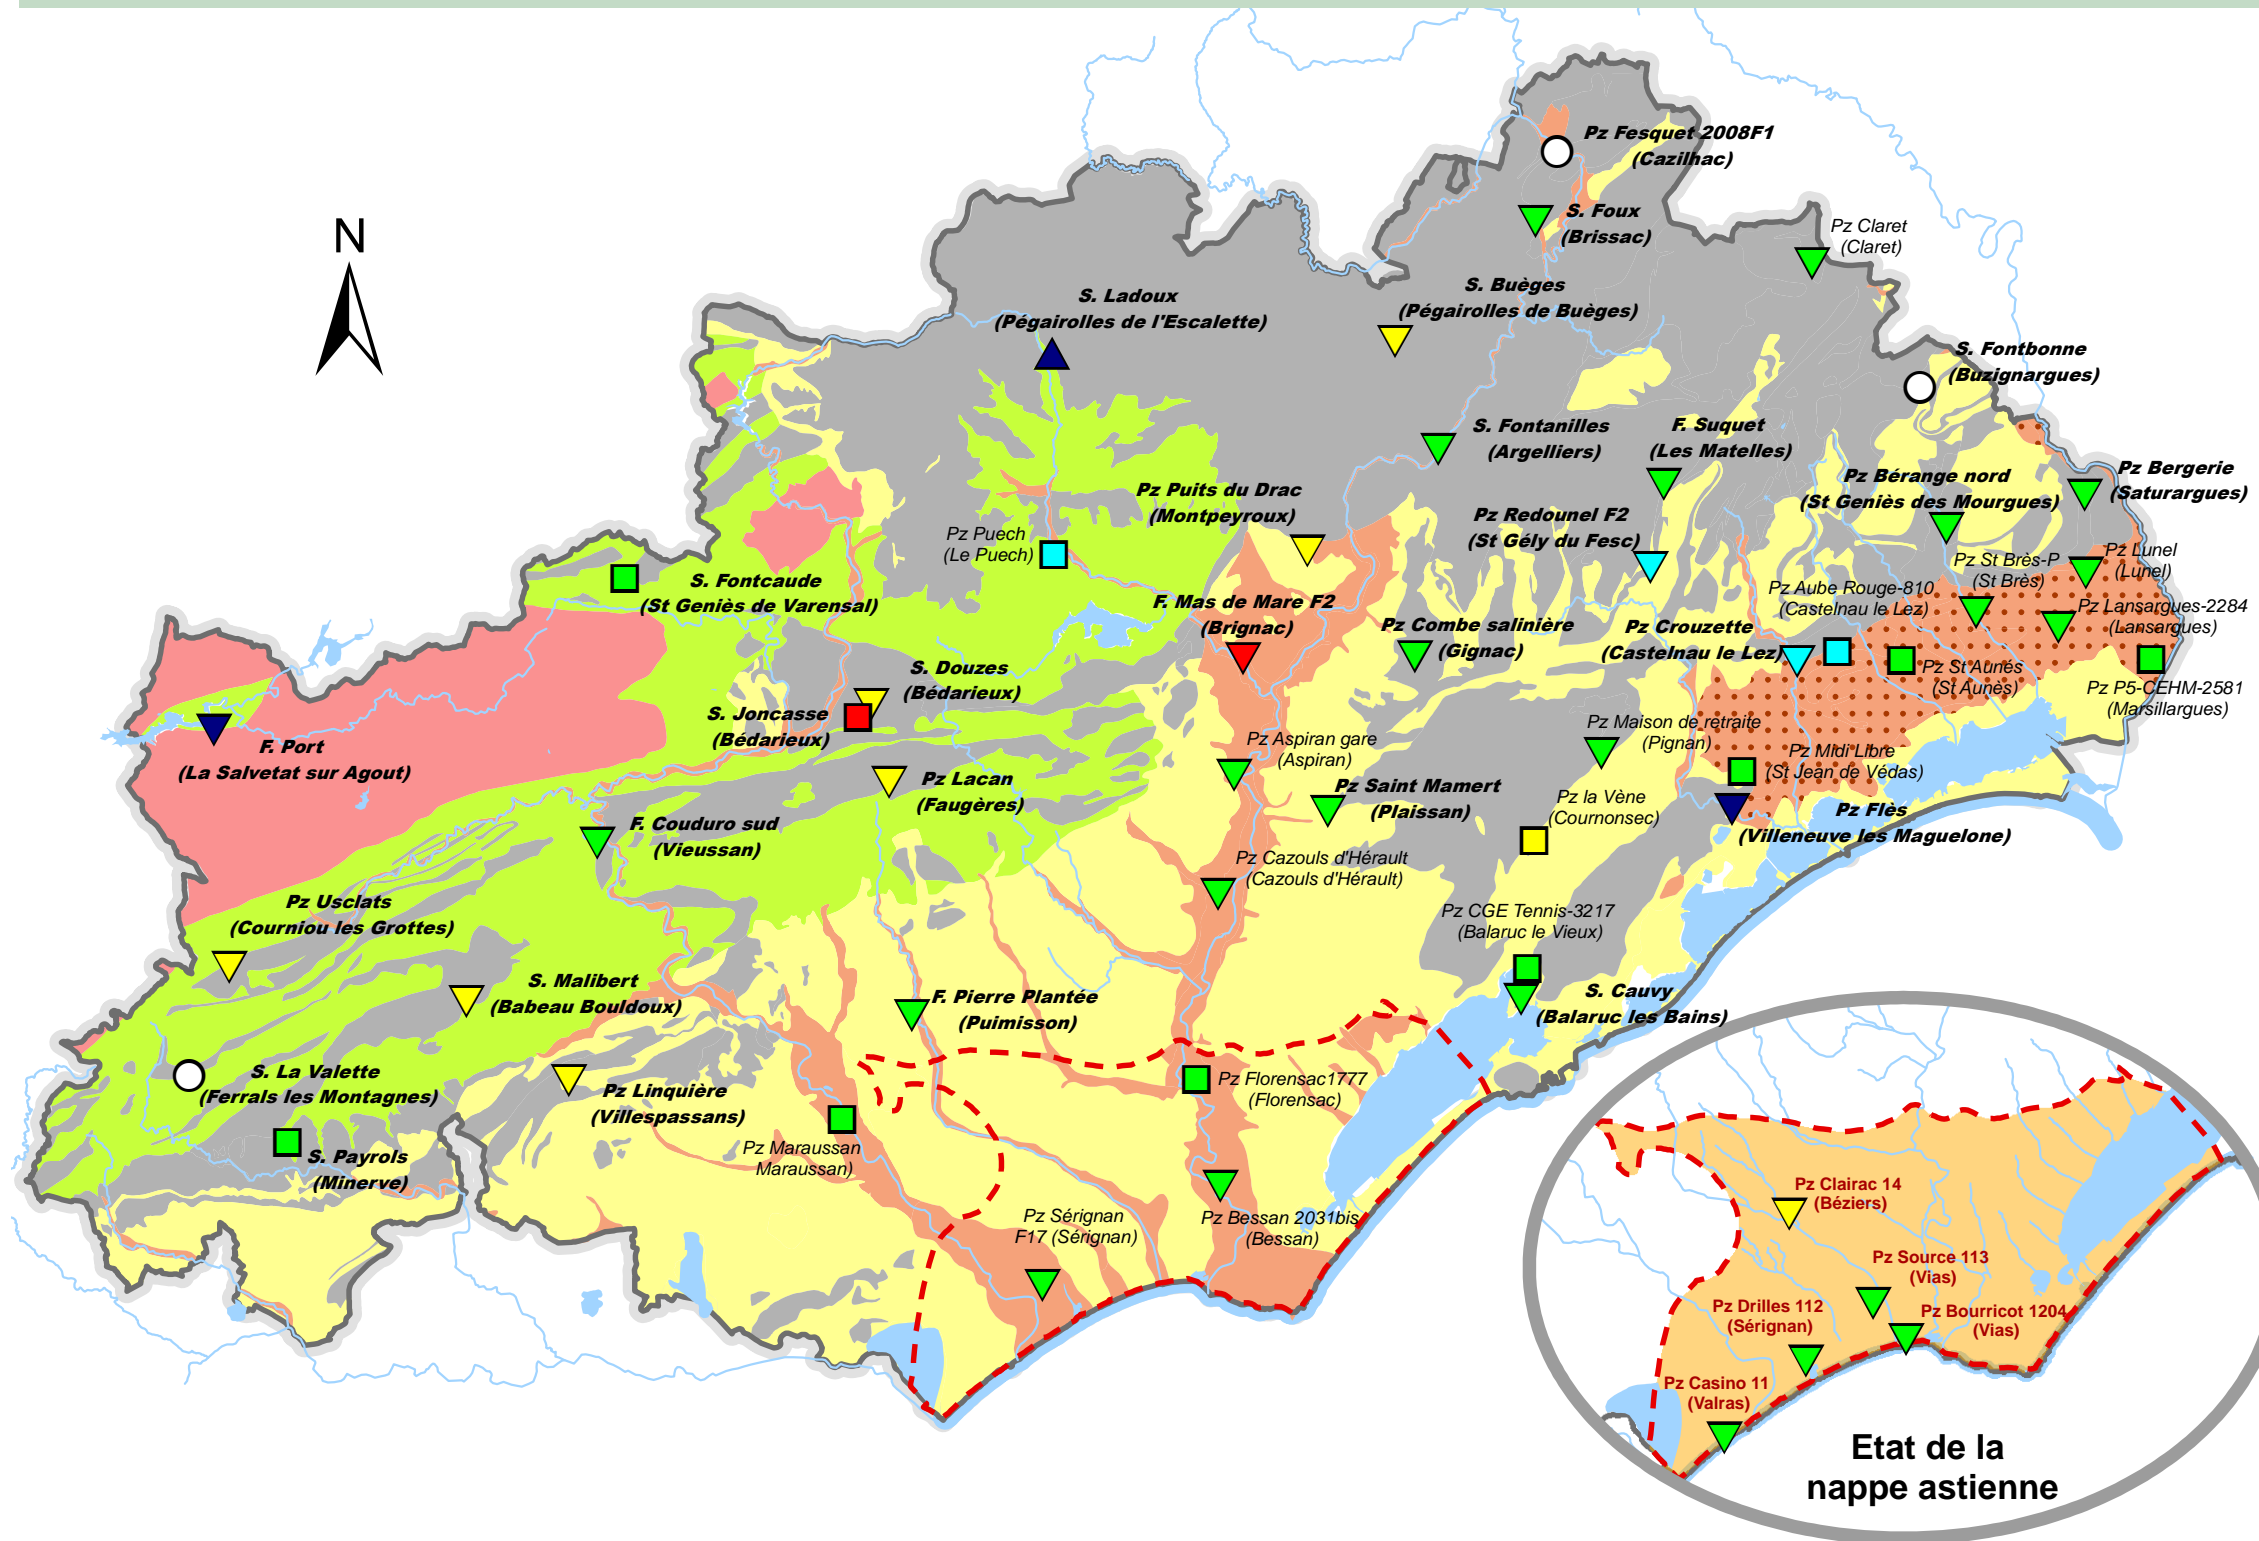 N
Pz Fesquet 2008F1
(Cazilhac)
S. Foux
(Brissac)
Pz Claret
(Claret)
S. Ladoux
(Pégairolles de l'Escalette)
S. Buèges
(Pégairolles de Buèges)
S. Fontbonne
(Buzignargues)
S. Fontanilles
(Argelliers)
F. Suquet
(Les Matelles)
Pz Bérange nord
(St Geniès des Mourgues)
Pz Bergerie
(Saturargues)
Pz Puits du Drac
(Montpeyroux)
Pz Redounel F2
(St Gély du Fesc)
Pz Puech
(Le Puech)
Pz St Brès-P
(St Brès)
Pz Lunel
(Lunel)
S. Fontcaude
(St Geniès de Varensal)
Pz Aube Rouge-810
(Castelnau le Lez)
F. Mas de Mare F2
(Brignac)
Pz Lansargues-2284
(Lansargues)
Pz Combe salinière
(Gignac)
Pz Crouzette
(Castelnau le Lez)
S. Douzes
(Bédarieux)
Pz St Aunés
(St Aunès)
Pz P5-CEHM-2581
(Marsillargues)
S. Joncasse
(Bédarieux)
F. Port
(La Salvetat sur Agout)
Pz Maison de retraite
(Pignan)
Pz Aspiran gare
(Aspiran)
Pz Midi Libre
(St Jean de Védas)
Pz Lacan
(Faugères)
Pz Saint Mamert
(Plaissan)
Pz la Vène
(Cournonsec)
Pz Flès
(Villeneuve les Maguelone)
F. Couduro sud
(Vieussan)
Pz Cazouls d'Hérault
(Cazouls d'Hérault)
Pz Usclats
(Courniou les Grottes)
Pz CGE Tennis-3217
(Balaruc le Vieux)
S. Malibert
(Babeau Bouldoux)
F. Pierre Plantée
(Puimisson)
S. Cauvy
(Balaruc les Bains)
S. La Valette
(Ferrals les Montagnes)
Pz Linquière
(Villespassans)
Pz Florensac1777
(Florensac)
S. Payrols
(Minerve)
Pz Maraussan
Maraussan)
Pz Sérignan
F17 (Sérignan)
Pz Bessan 2031bis
(Bessan)
Pz Clairac 14
(Béziers)
Pz Source 113
(Vias)
Pz Drilles 112
(Sérignan)
Pz Bourricot 1204
(Vias)
Pz Casino 11
(Valras)
Etat de la
nappe astienne